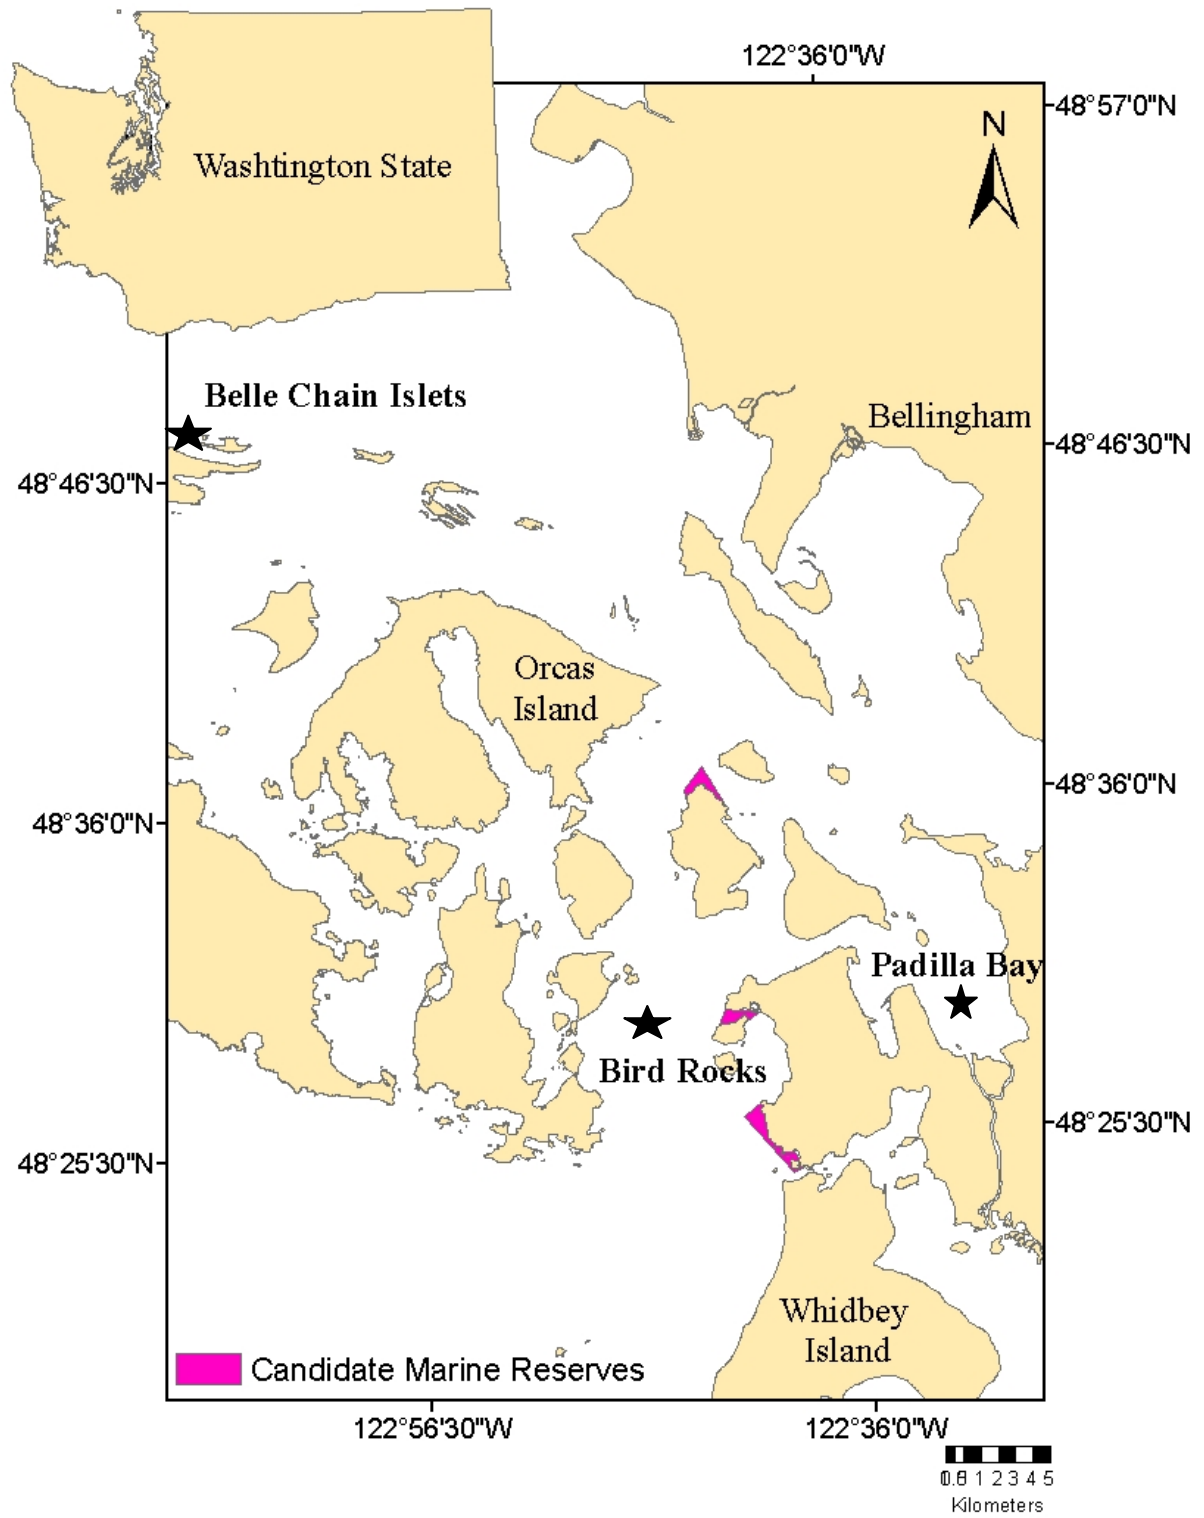 122°36'0"W
48°57'0"N
N
Washtington State
Belle Chain Islets
Bellingham
48°46'30"N
48°46'30"N
Orcas
Island
48°36'0"N
48°36'0"N
Padilla Bay
Bird Rocks
48°25'30"N
48°25'30"N
Whidbey
Island
Candidate Marine Reserves
122°56'30"W
122°36'0"W
1 2 3 4 5
Kilometers